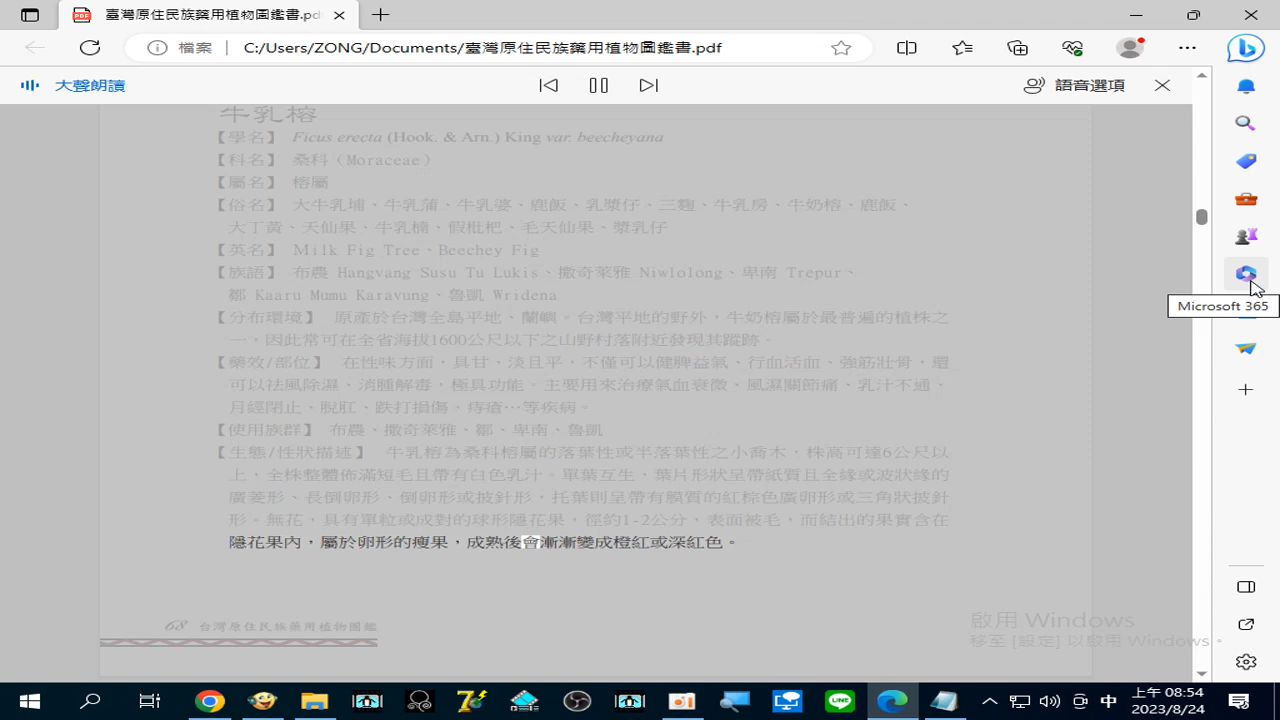 臺灣原住民族藥用植物圖鑑書.pdf
檔案
C:/Users/ZONG/Documents/臺灣原住民族藥用植物圖鑑書.pdf
大聲朗讀
語音選項
牛乳榕
【學名】 Ficus erecta (Hook. & Arn.) King var. beecheyana
【科名】 桑科（Moraceae）
【屬名】 榕屬
【俗名】 大牛乳埔、牛乳蒲、牛乳婆、鹿飯、乳漿仔、三麴、牛乳房、牛奶榕、鹿飯、
大丁黃、天仙果、牛乳楠、假枇杷、毛天仙果、漿乳仔
【英名】 Milk Fig Tree、Beechey Fig
【族語】 布農 Hangvang Susu Tu Lukis、撒奇萊雅 Niwlolong、卑南 Trepur、
鄒 Kaaru Mumu Karavung、魯凱 Wridena
【分布環境】 原產於台灣全島平地、蘭嶼，台灣平地的野外，牛奶榕屬於最普遍的植株之
一，因此常可在全省海拔1600公尺以下之山野村落附近發現其蹤跡。
【藥效/部位】 在性味方面，具甘、淡且平，不僅可以健脾益氣、行血活血、強筋壯骨，還
可以祛風除濕、消腫解毒，極具功能。主要用來治療氣血衰微、風濕關節痛、乳汁不通、
月經閉止、脫肛、跌打損傷、痔瘡…等疾病。
【使用族群】 布農、撒奇萊雅、鄒、卑南、魯凱
【生態/性狀描述】 牛乳榕為桑科榕屬的落葉性或半落葉性之小喬木，株高可達6公尺以
上，全株整體佈滿短毛且帶有白色乳汁。單葉互生，葉片形狀呈帶紙質且全緣或波狀緣的
廣菱形、長倒卵形、倒卵形或披針形，托葉則呈帶有膜質的紅棕色廣卵形或三角狀披針
形。無花，具有單粒或成對的球形隱花果，徑約1-2公分，表面被毛，而結出的果實含在
隱花果內，屬於卵形的瘦果，成熟後會漸漸變成橙紅或深紅色。
68 台灣原住民族藥用植物圖鑑
Microsoft 365
啟用 Windows
移至 [設定] 以啟用 Windows。
中
上午 08:54
2023/8/24